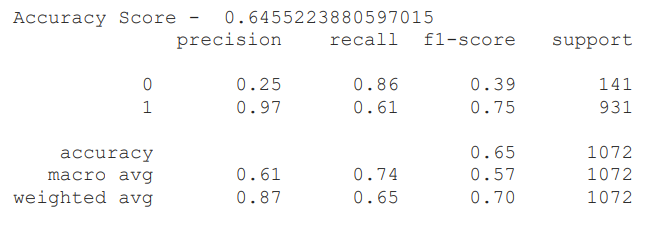 Accuracy Score -  0.6455223880597015
              precision    recall  f1-score   support

           0       0.25      0.86      0.39       141
           1       0.97      0.61      0.75       931

    accuracy                           0.65      1072
   macro avg       0.61      0.74      0.57      1072
weighted avg       0.87      0.65      0.70      1072